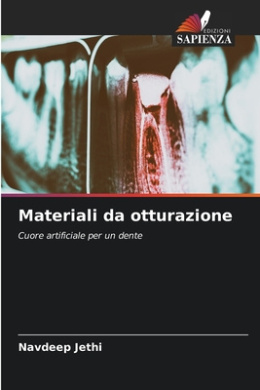 EDIZIONI
SAPIENZA
Materiali da otturazione
Cuore artificiale per un dente
Navdeep Jethi